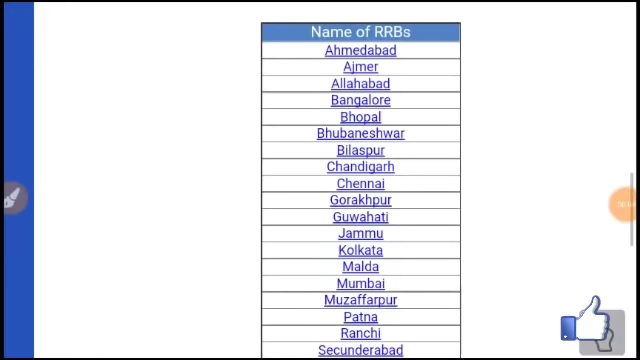 Name of RRBs
Ahmedabad
Ajmer
Allahabad
Bangalore
Bhopal
Bhubaneshwar
Bilaspur
Chandigarh
Chennai
Gorakhpur
Guwahati
Jammu
Kolkata
Malda
Mumbai
Muzaffarpur
Patna
Ranchi
Secunderabad